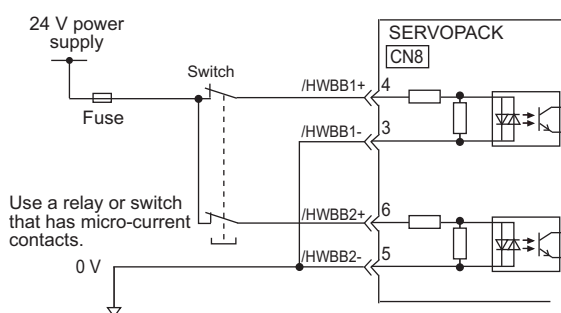 24 V power
supply
Fuse
Switch
SERVOPACK
CN8
/HWBB1+ 4
/HWBB1- 3
Use a relay or switch
that has micro-current
contacts.
/HWBB2+ 6
/HWBB2- 5
0 V